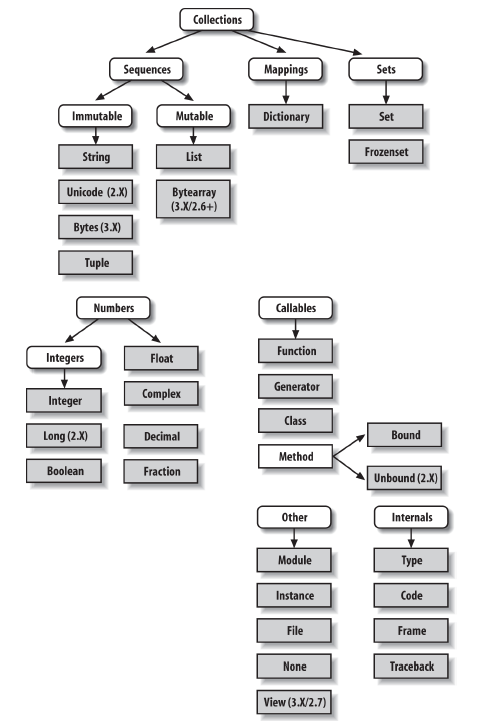 Collections
Sequences
Mappings
Sets
Immutable
Mutable
Dictionary
Set
String
List
Frozenset
Unicode (2.X)
Bytearray
(3.X/2.6+)
Bytes (3.X)
Tuple
Numbers
Callables
Integers
Float
Function
Integer
Complex
Generator
Long (2.X)
Decimal
Class
Boolean
Fraction
Method
Bound
Unbound (2.X)
Other
Internals
Module
Type
Instance
Code
File
Frame
None
Traceback
View (3.X/2.7)